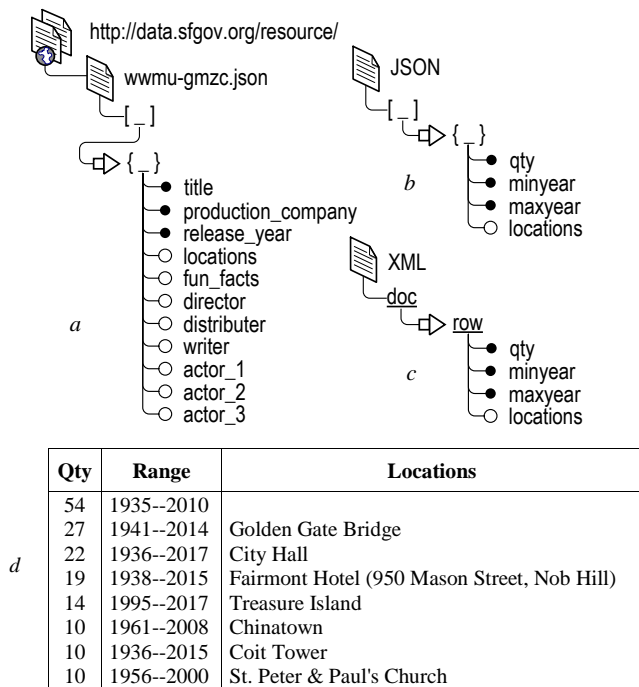 http://data.sfgov.org/resource/
wwmu-gmzc.json
[ _ ]
{ _ }
title
production_company
release_year
locations
fun_facts
director
distributer
writer
actor_1
actor_2
actor_3
a
JSON
[ _ ]
{ _ }
qty
minyear
maxyear
locations
b
XML
doc
row
qty
minyear
maxyear
locations
c
Qty Range Locations
54 1935--2010
27 1941--2014 Golden Gate Bridge
22 1936--2017 City Hall
19 1938--2015 Fairmont Hotel (950 Mason Street, Nob Hill)
14 1995--2017 Treasure Island
10 1961--2008 Chinatown
10 1936--2015 Coit Tower
10 1956--2000 St. Peter & Paul's Church
d